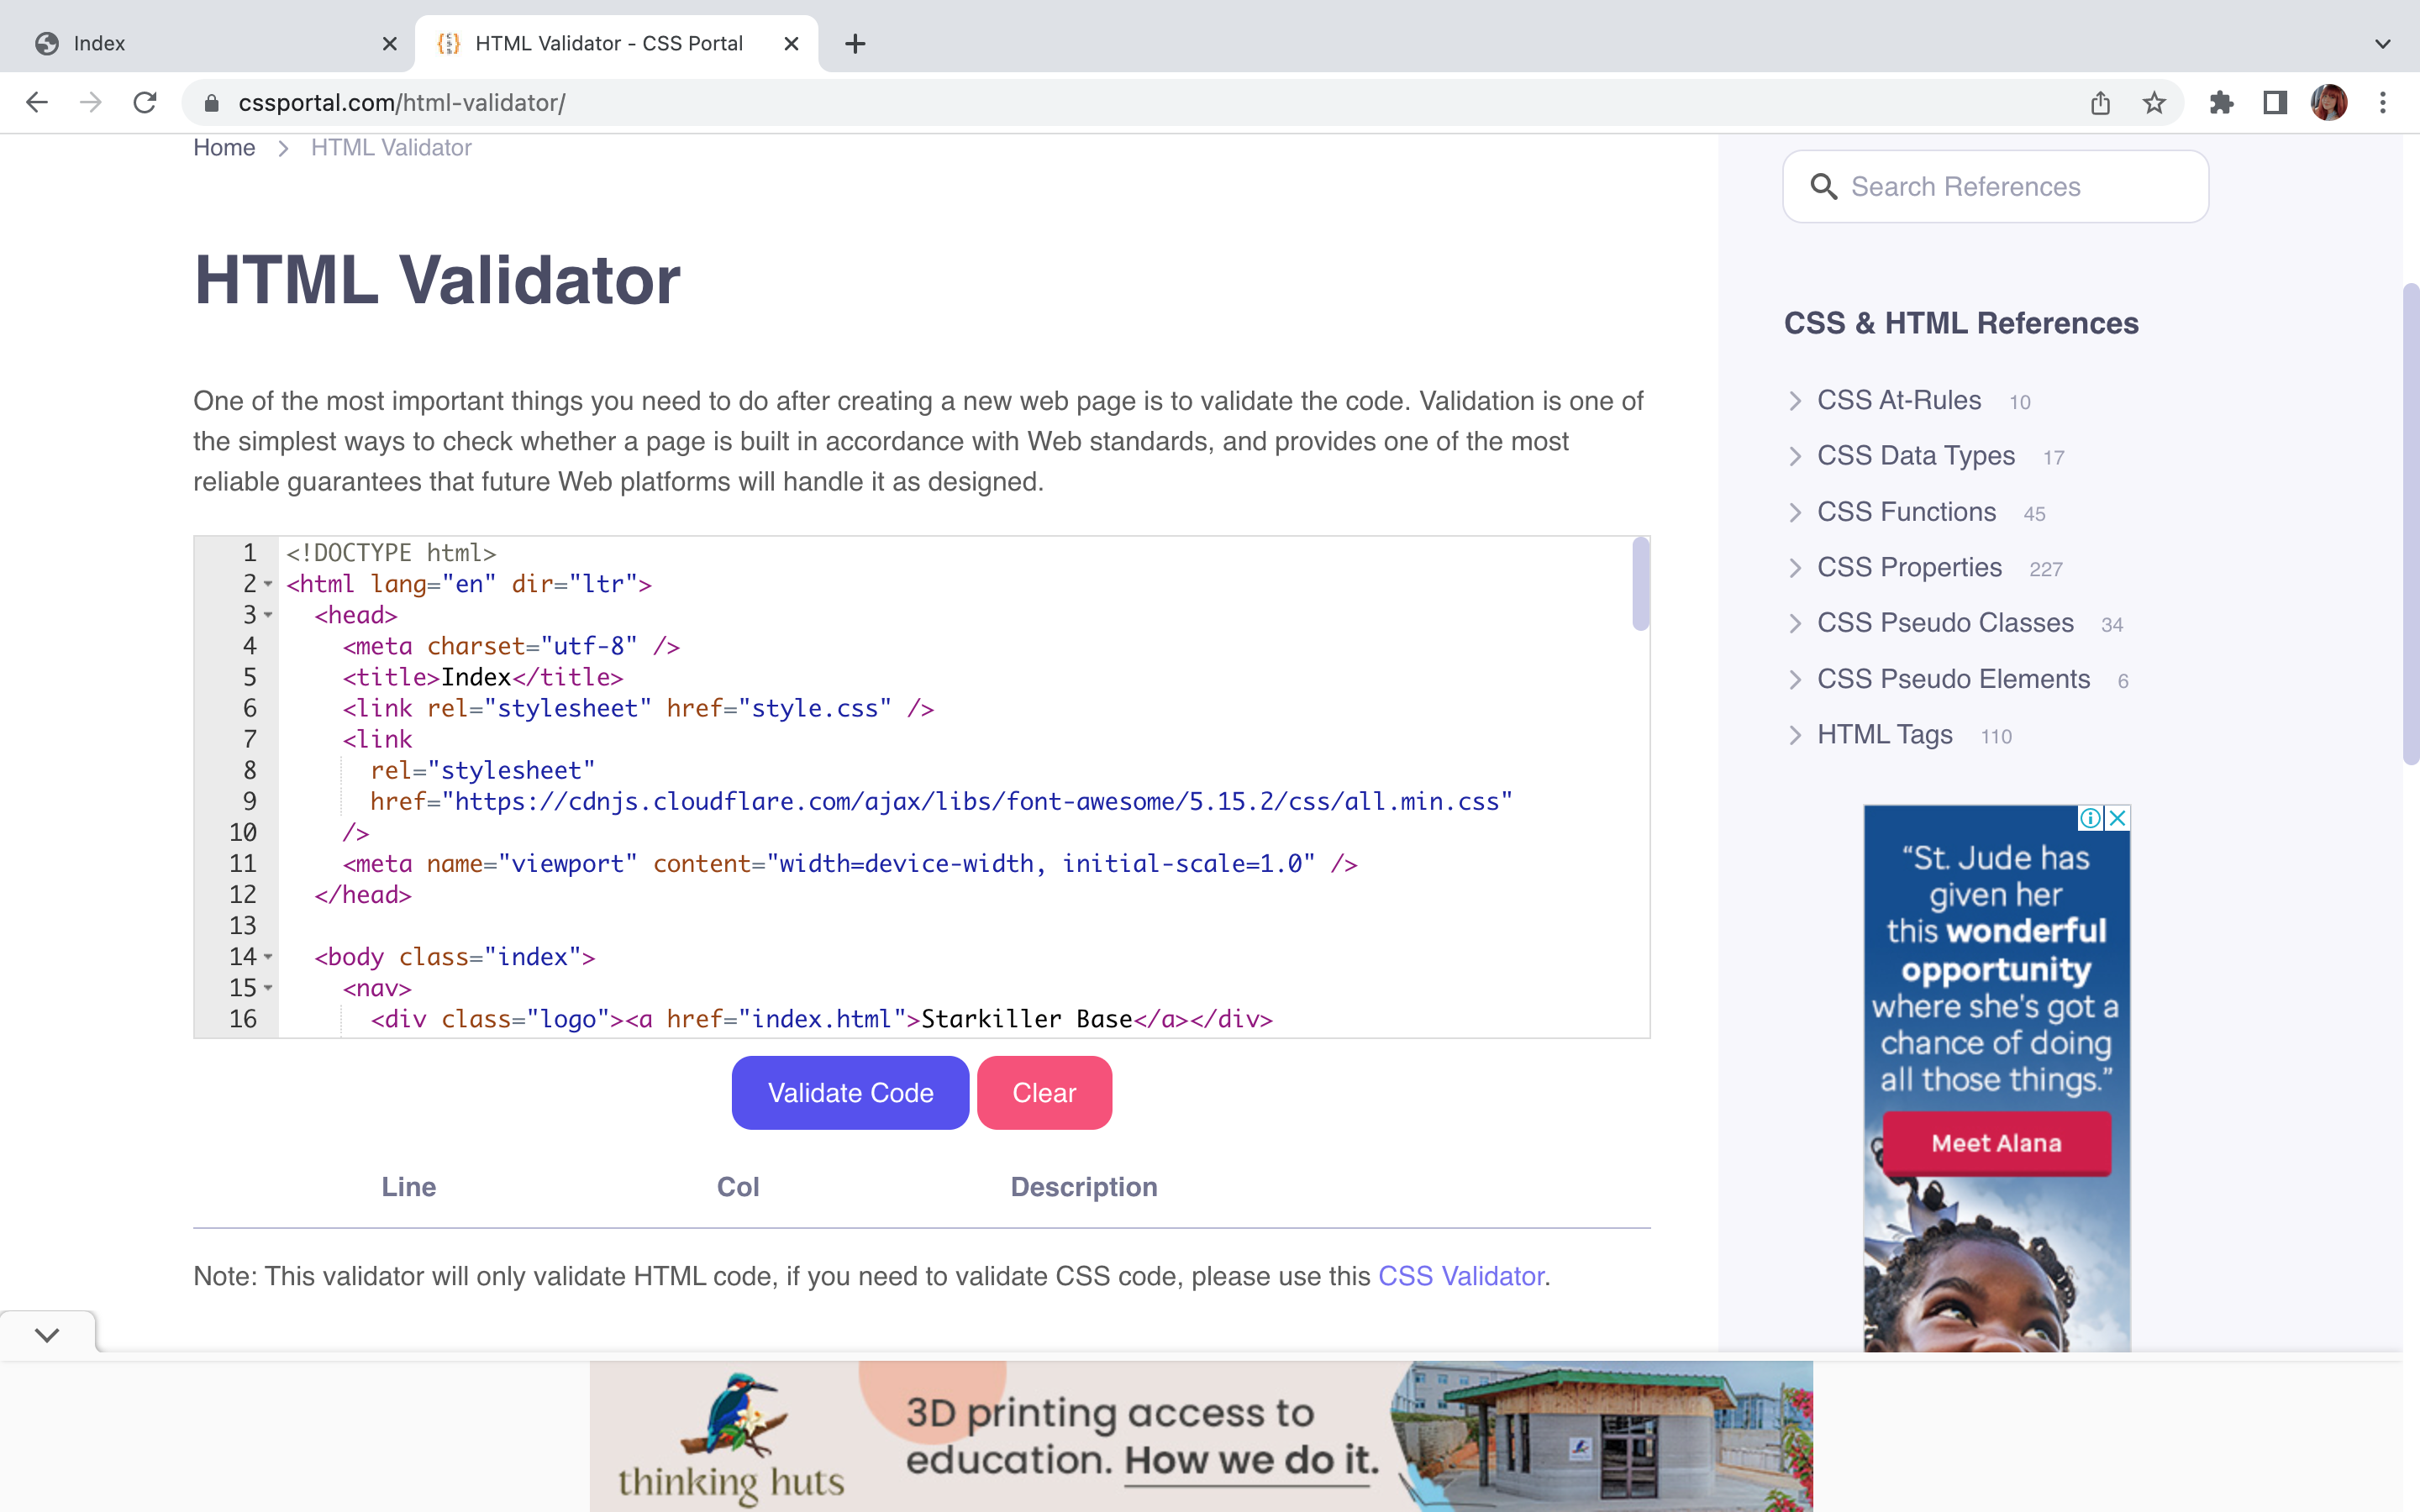 Index
HTML Validator - CSS Portal
cssportal.com/html-validator/
Home > HTML Validator
HTML Validator
One of the most important things you need to do after creating a new web page is to validate the code. Validation is one of
the simplest ways to check whether a page is built in accordance with Web standards, and provides one of the most
reliable guarantees that future Web platforms will handle it as designed.
1 <!DOCTYPE html>
2 <html lang="en" dir="ltr">
3 <head>
4 <meta charset="utf-8" />
5 <title>Index</title>
6 <link rel="stylesheet" href="style.css" />
7 <link
8 rel="stylesheet"
9 href="https://cdnjs.cloudflare.com/ajax/libs/font-awesome/5.15.2/css/all.min.css"
10 />
11 <meta name="viewport" content="width=device-width, initial-scale=1.0" />
12 </head>
13
14 <body class="index">
15 <nav>
16 <div class="logo"><a href="index.html">Starkiller Base</a></div>
Validate Code
Clear
Line Col Description
Note: This validator will only validate HTML code, if you need to validate CSS code, please use this CSS Validator.
Search References
CSS & HTML References
CSS At-Rules 10
CSS Data Types 17
CSS Functions 45
CSS Properties 227
CSS Pseudo Classes 34
CSS Pseudo Elements 6
HTML Tags 110
“St. Jude has
given her
this wonderful
opportunity
where she's got a
chance of doing
all those things.”
Meet Alana
thinking huts
3D printing access to
education. How we do it.